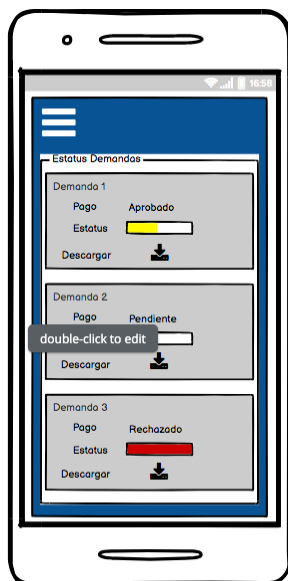 16:58
Estatus Demandas
Demanda 1
Pago Aprobado
Estatus
Descargar
Demanda 2
Pago Pendiente
double-click to edit
Descargar
Demanda 3
Pago Rechazado
Estatus
Descargar